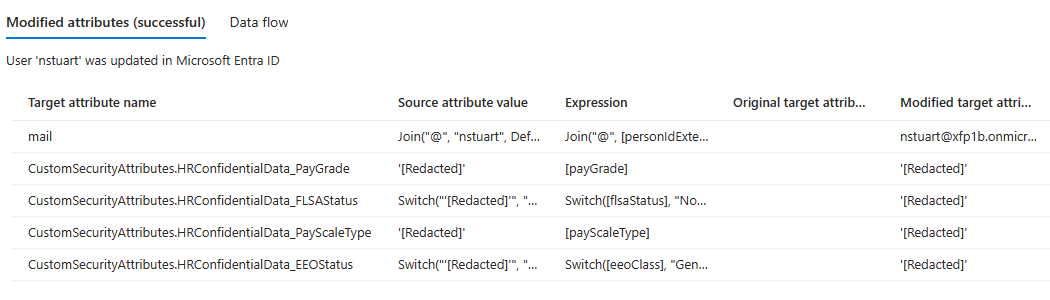 Modified attributes (successful) Data flow
User 'nstuart' was updated in Microsoft Entra ID
Target attribute name Source attribute value Expression Original target attrib... Modified target attri...
mail Join("@", "nstuart", Def... Join("@", [personIdExte... nstuart@xfp1b.onmicr...
CustomSecurityAttributes.HRConfidentialData_PayGrade '[Redacted]' [payGrade] '[Redacted]'
CustomSecurityAttributes.HRConfidentialData_FLSAStatus Switch("'[Redacted]'", "... Switch([flsaStatus], "No... '[Redacted]'
CustomSecurityAttributes.HRConfidentialData_PayScaleType '[Redacted]' [payScaleType] '[Redacted]'
CustomSecurityAttributes.HRConfidentialData_EEOStatus Switch("'[Redacted]'", "... Switch([eeoClass], "Gen... '[Redacted]'